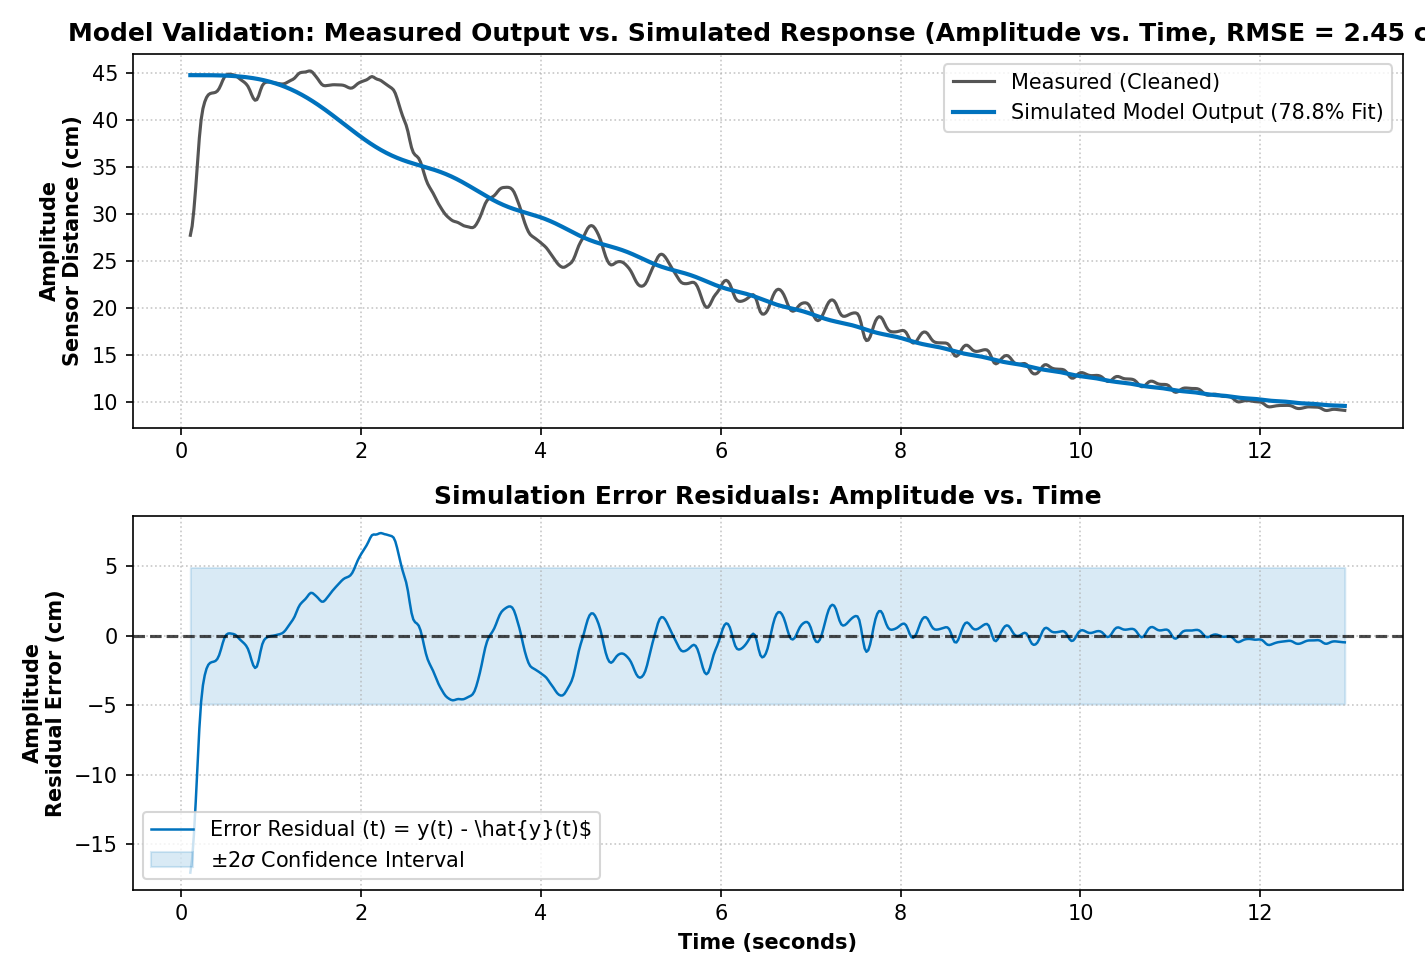 Model Validation: Measured Output vs. Simulated Response (Amplitude vs. Time, RMSE = 2.45 c
Amplitude
Sensor Distance (cm)
45
40
35
30
25
20
15
10
Measured (Cleaned)
Simulated Model Output (78.8% Fit)
0 2 4 6 8 10 12
Simulation Error Residuals: Amplitude vs. Time
Amplitude
Residual Error (cm)
5
0
−5
−10
−15
Error Residual (t) = y(t) - \hat{y}(t)$
±2σ Confidence Interval
0 2 4 6 8 10 12
Time (seconds)